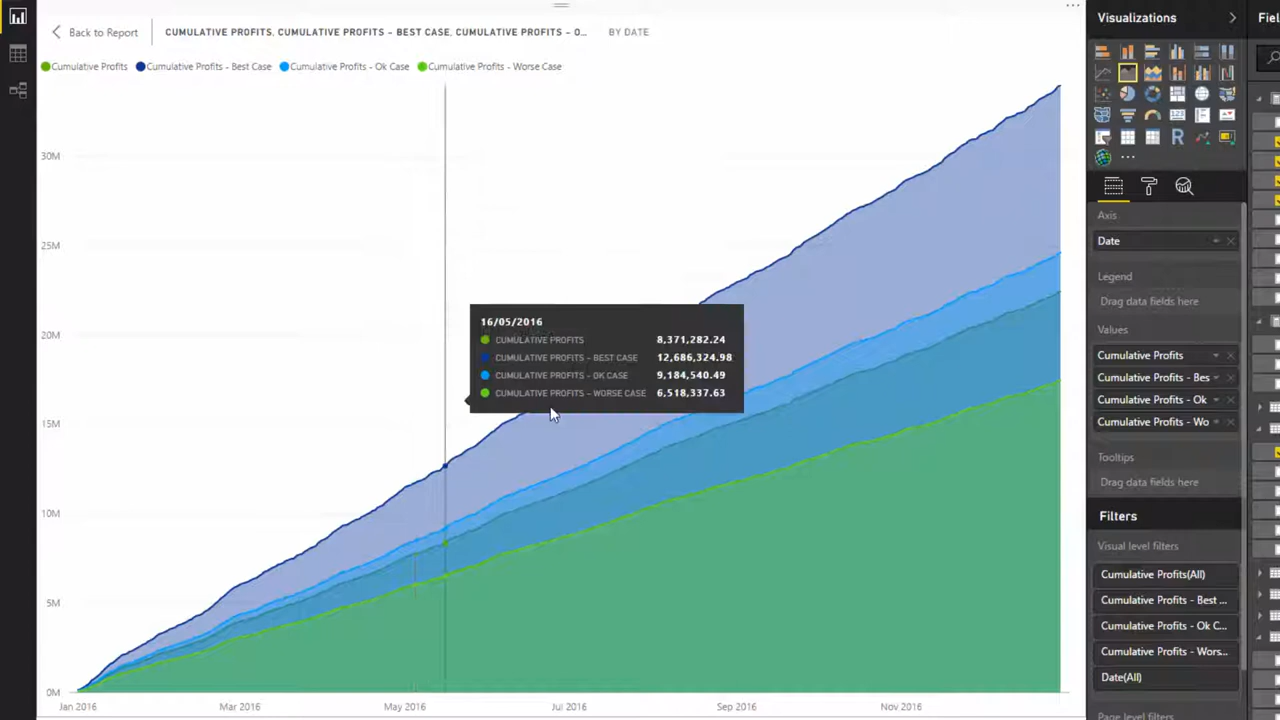 Back to Report
CUMULATIVE PROFITS, CUMULATIVE PROFITS – BEST CASE, CUMULATIVE PROFITS – O... BY DATE
Cumulative Profits Cumulative Profits - Best Case Cumulative Profits - Ok Case Cumulative Profits - Worse Case
30M
25M
20M
15M
10M
5M
0M
Jan 2016 Mar 2016 May 2016 Jul 2016 Sep 2016 Nov 2016
16/05/2016
CUMULATIVE PROFITS 8,371,282.24
CUMULATIVE PROFITS – BEST CASE 12,686,324.98
CUMULATIVE PROFITS – OK CASE 9,184,540.49
CUMULATIVE PROFITS – WORSE CASE 6,518,337.63
Visualizations
R
Axis
Date
Legend
Drag data fields here
Values
Cumulative Profits
Cumulative Profits - Bes
Cumulative Profits - Ok
Cumulative Profits - Wo
Tooltips
Drag data fields here
Filters
Visual level filters
Cumulative Profits(All)
Cumulative Profits - Best ...
Cumulative Profits - Ok C...
Cumulative Profits - Wors...
Date(All)
Page level filters
Fiel